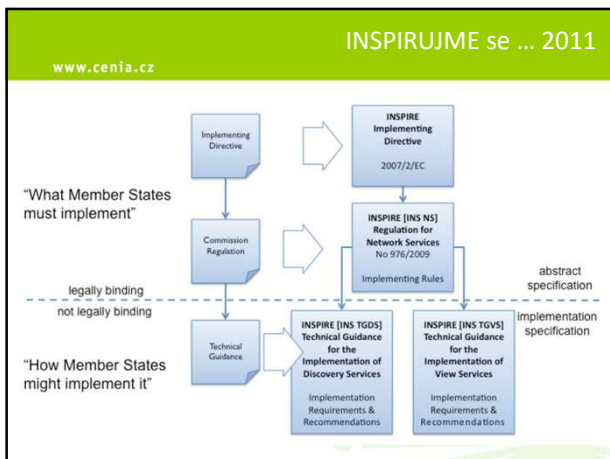 INSPIRUJME se ... 2011
www.cenia.cz
Implementing
Directive
INSPIRE
Implementing
Directive
2007/2/EC
“What Member States
must implement”
Commission
Regulation
INSPIRE [INS NS]
Regulation for
Network Services
No 976/2009
Implementing Rules
abstract
specification
legally binding
not legally binding
implementation
specification
Technical
Guidance
“How Member States
might implement it”
INSPIRE [INS TGDS]
Technical Guidance
for the
Implementation of
Discovery Services
Implementation
Requirements &
Recommendations
INSPIRE [INS TGVS]
Technical Guidance
for the
Implementation of
View Services
Implementation
Requirements &
Recommendations